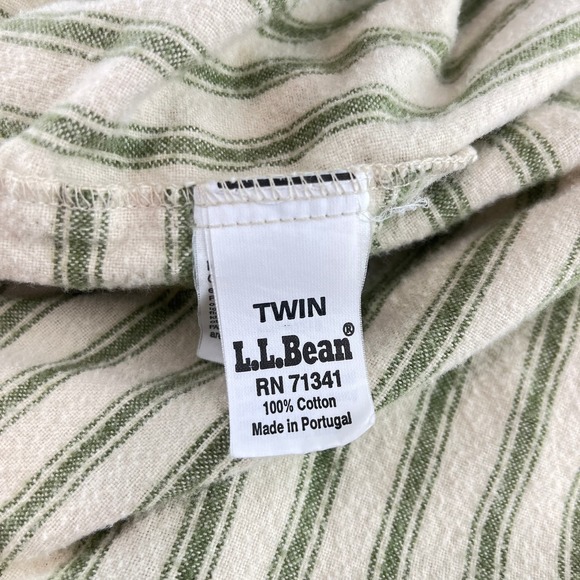 TWIN
L.L.Bean®
RN 71341
100% Cotton
Made in Portugal